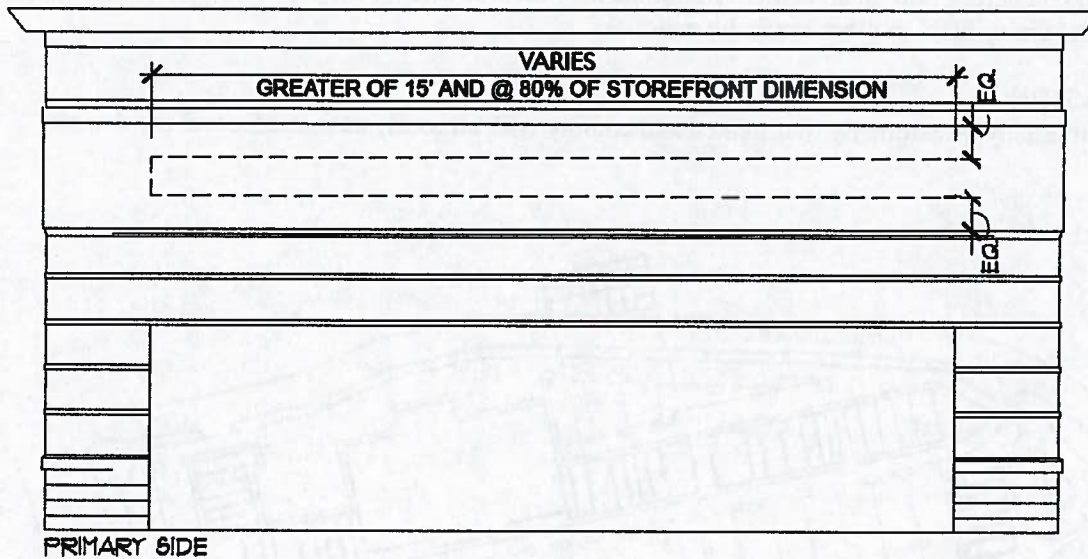 VARIES
GREATER OF 15' AND @ 80% OF STOREFRONT DIMENSION
EQ
EQ
PRIMARY SIDE